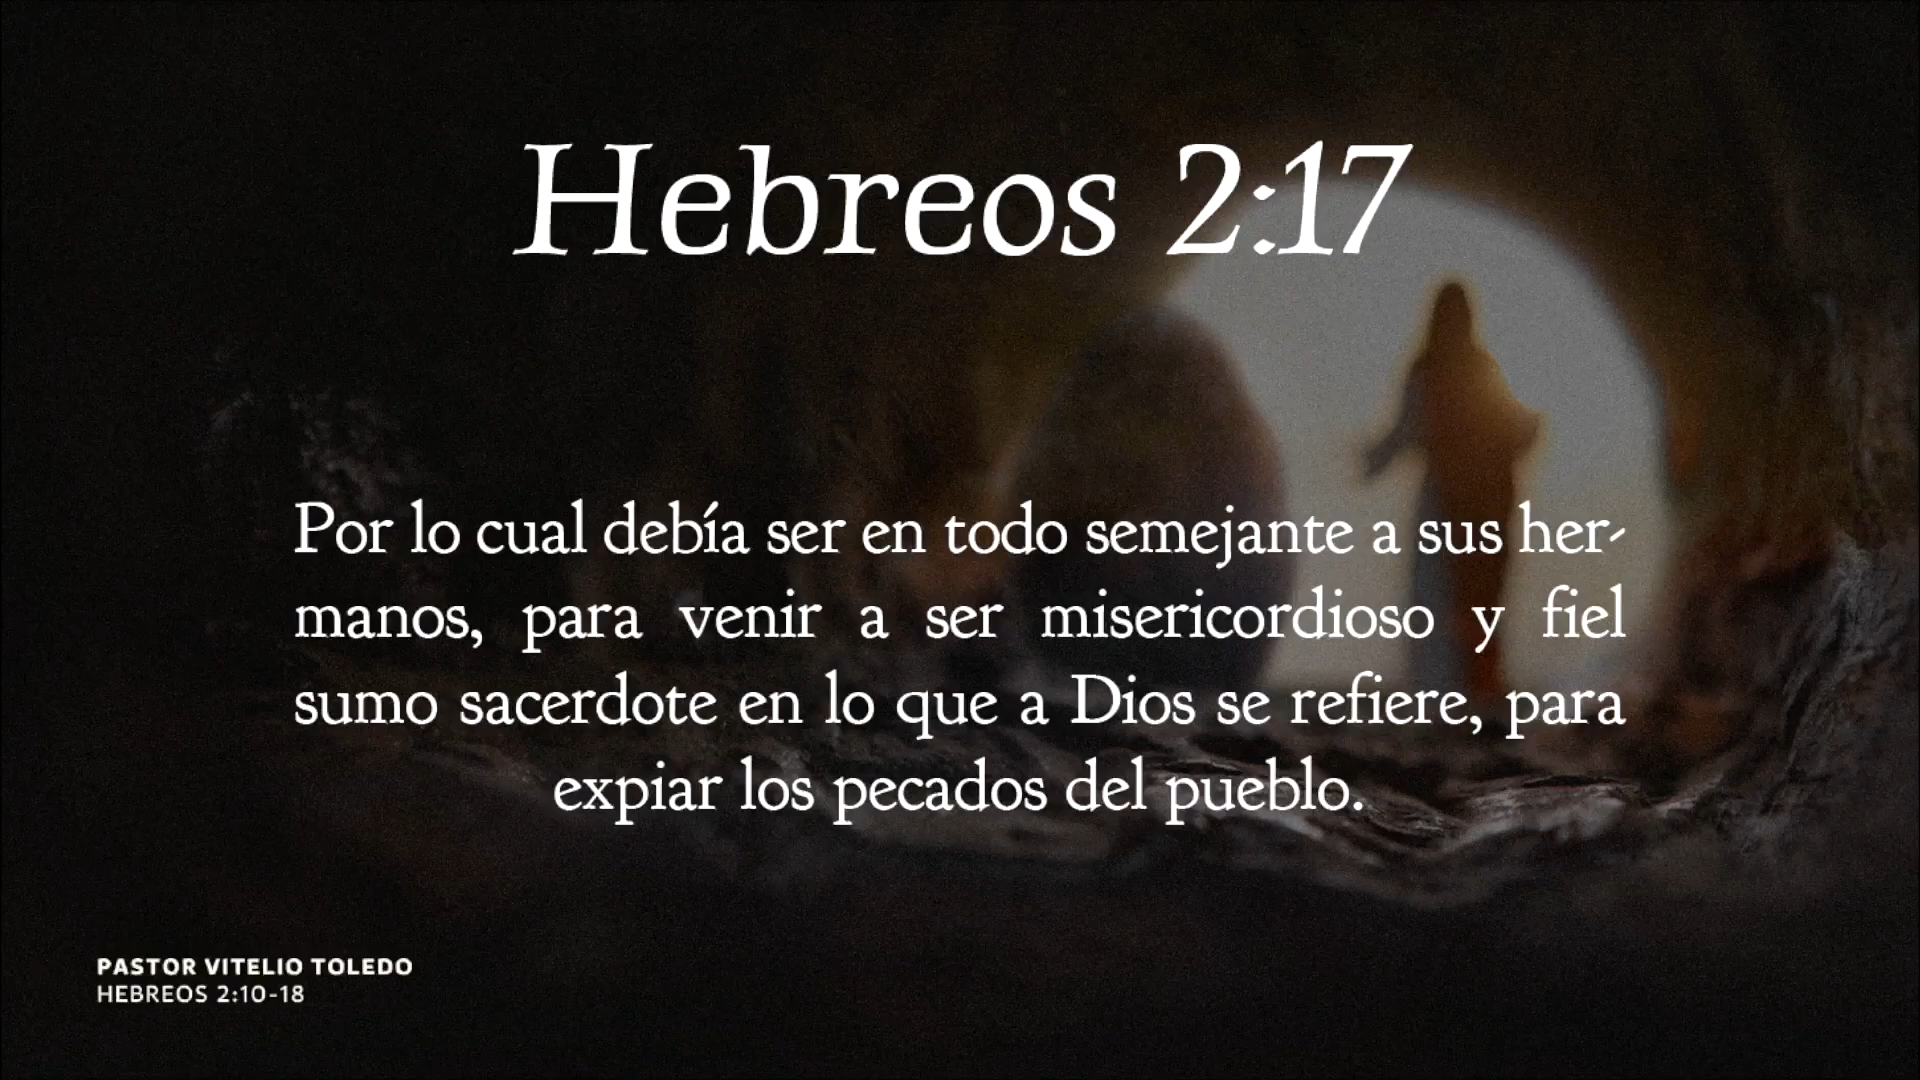 Hebreos 2:17
Por lo cual debía ser en todo semejante a sus her-
manos, para venir a ser misericordioso y fiel
sumo sacerdote en lo que a Dios se refiere, para
expiar los pecados del pueblo.
PASTOR VITELIO TOLEDO
HEBREOS 2:10-18